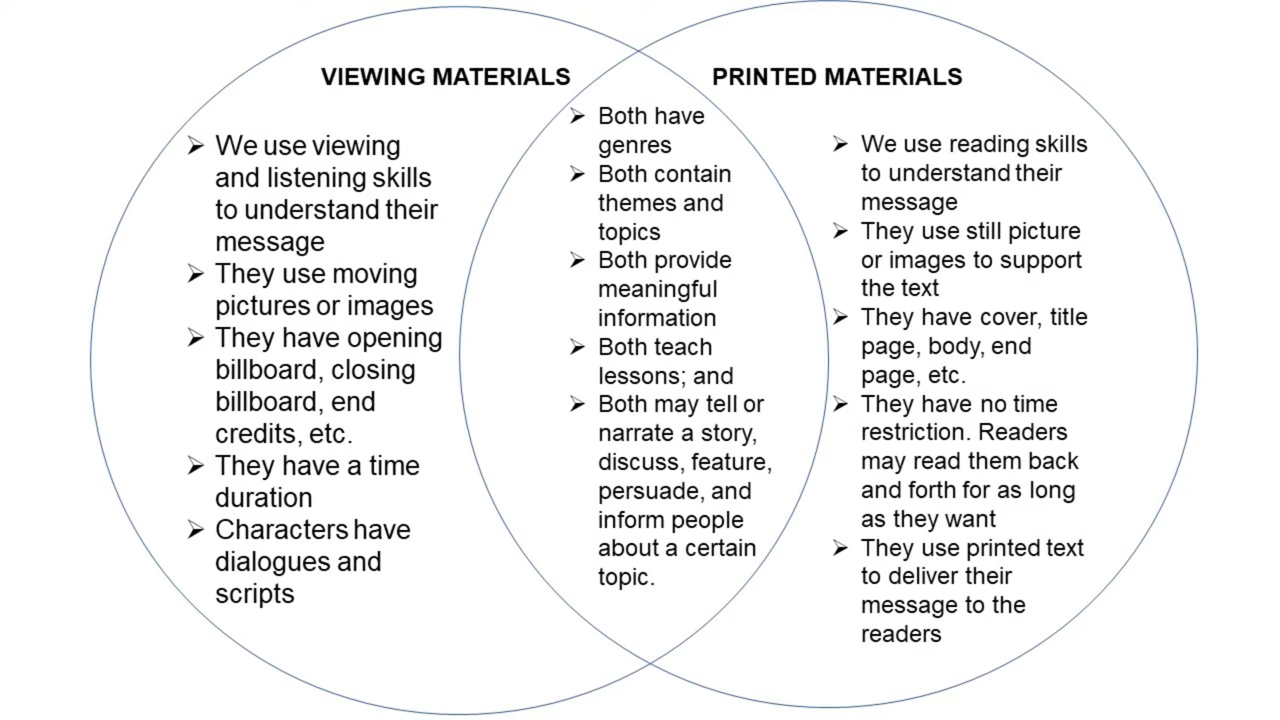 VIEWING MATERIALS
➢ We use viewing
and listening skills
to understand their
message
➢ They use moving
pictures or images
➢ They have opening
billboard, closing
billboard, end
credits, etc.
➢ They have a time
duration
➢ Characters have
dialogues and
scripts
➢ Both have
genres
➢ Both contain
themes and
topics
➢ Both provide
meaningful
information
➢ Both teach
lessons; and
➢ Both may tell or
narrate a story,
discuss, feature,
persuade, and
inform people
about a certain
topic.
PRINTED MATERIALS
➢ We use reading skills
to understand their
message
➢ They use still picture
or images to support
the text
➢ They have cover, title
page, body, end
page, etc.
➢ They have no time
restriction. Readers
may read them back
and forth for as long
as they want
➢ They use printed text
to deliver their
message to the
readers